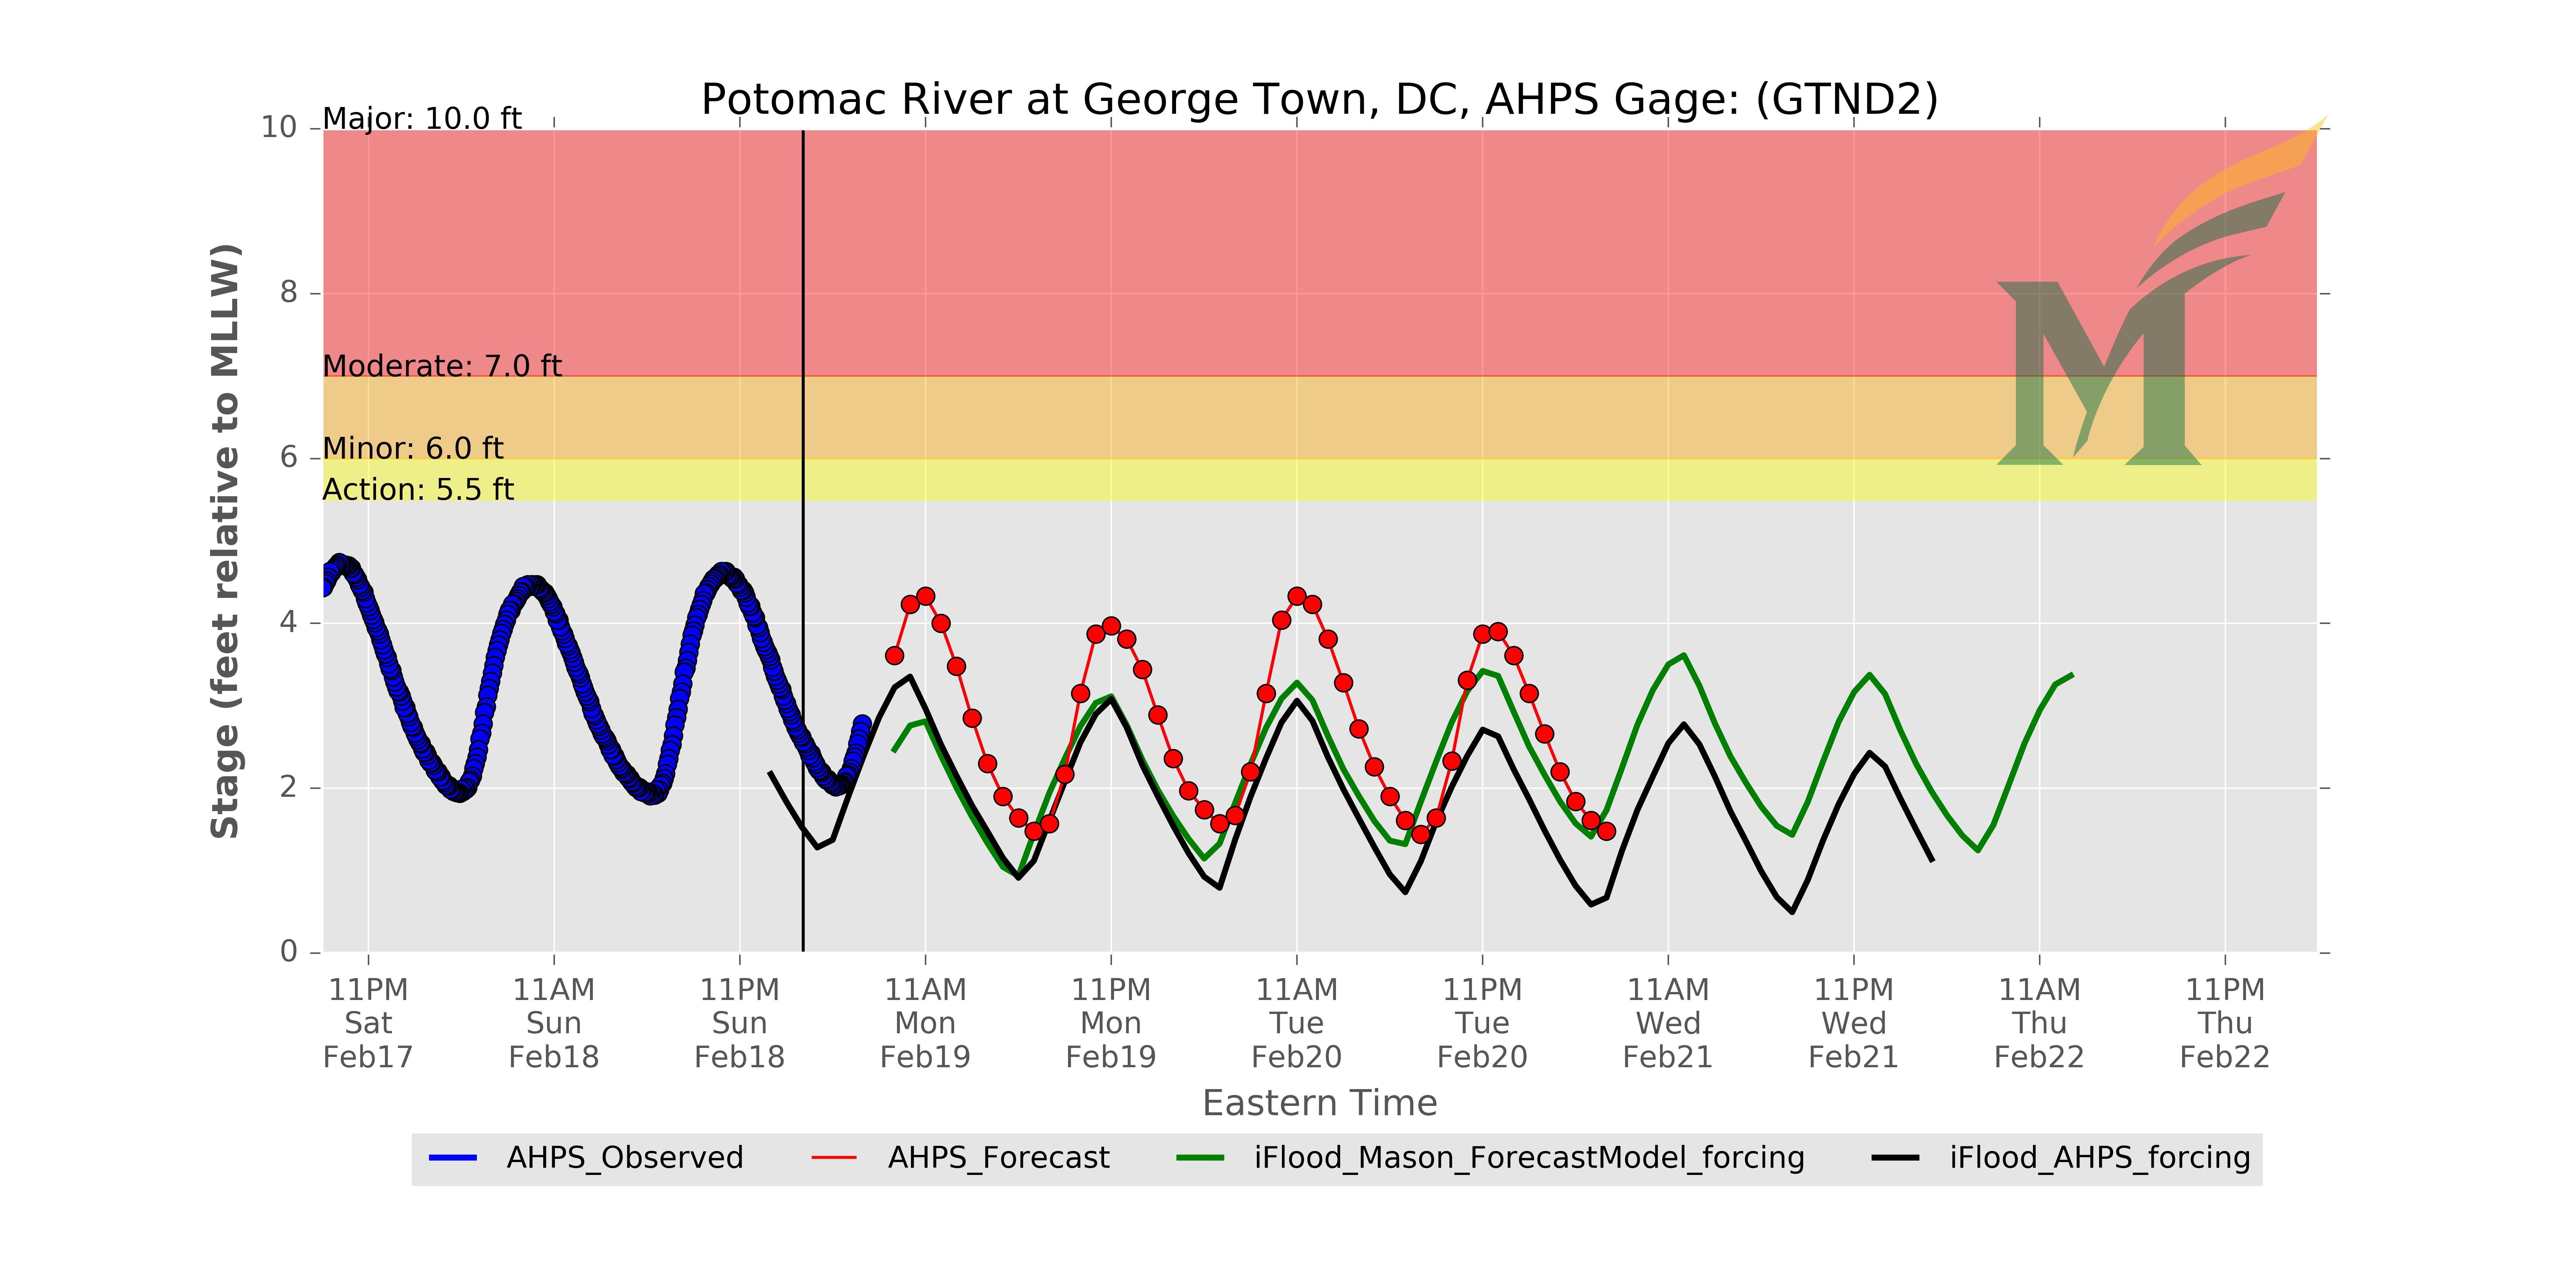 Potomac River at George Town, DC, AHPS Gage: (GTND2)
Major: 10.0 ft
Moderate: 7.0 ft
Minor: 6.0 ft
Action: 5.5 ft
10
8
6
4
2
0
Stage (feet relative to MLLW)
11PM 11AM 11PM 11AM 11PM 11AM 11PM 11AM 11PM 11AM 11PM
Sat Sun Sun Mon Mon Tue Tue Wed Wed Thu Thu
Feb17 Feb18 Feb18 Feb19 Feb19 Feb20 Feb20 Feb21 Feb21 Feb22 Feb22
Eastern Time
AHPS_Observed AHPS_Forecast iFlood_Mason_ForecastModel_forcing iFlood_AHPS_forcing
M